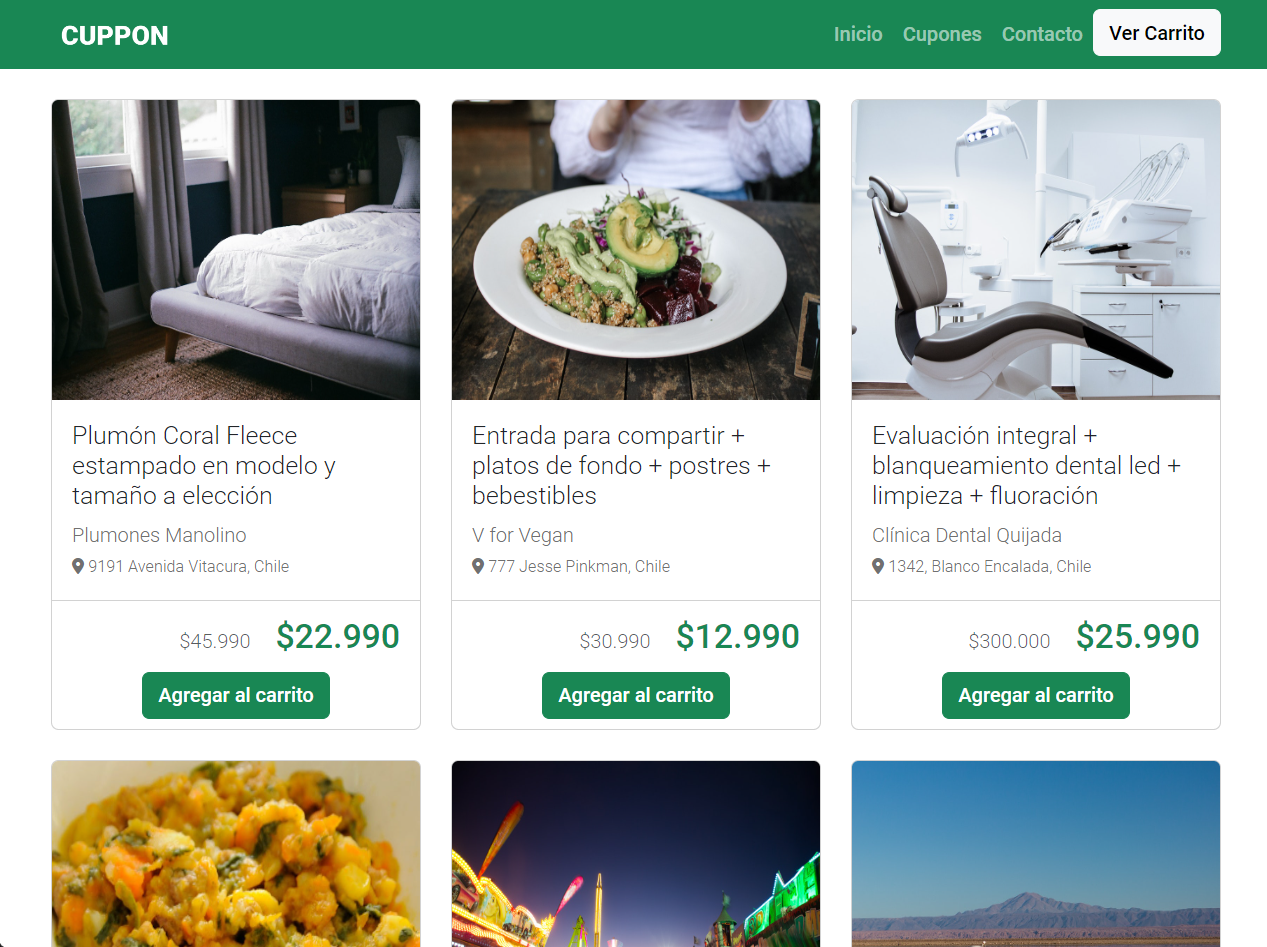 CUPPON
Inicio Cupones Contacto Ver Carrito
Plumón Coral Fleece
estampado en modelo y
tamaño a elección
Plumones Manolino
9191 Avenida Vitacura, Chile
$45.990 $22.990
Agregar al carrito
Entrada para compartir +
platos de fondo + postres +
bebestibles
V for Vegan
777 Jesse Pinkman, Chile
$30.990 $12.990
Agregar al carrito
Evaluación integral +
blanqueamiento dental led +
limpieza + fluoración
Clínica Dental Quijada
1342, Blanco Encalada, Chile
$300.000 $25.990
Agregar al carrito